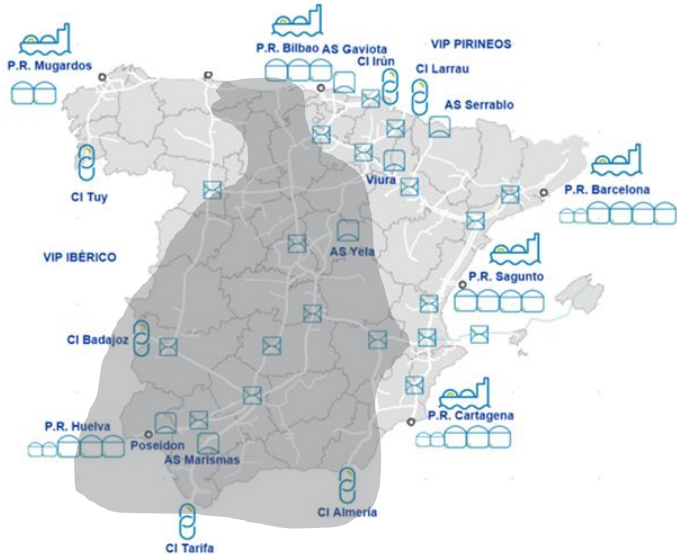 P.R. Bilbao
AS Gaviota
VIP PIRINEOS
P.R. Mugardos
CI Irún
CI Larrau
AS Serrablo
Viura
P.R. Barcelona
CI Tuy
AS Yela
VIP IBÉRICO
P.R. Sagunto
CI Badajoz
P.R. Cartagena
P.R. Huelva
Poseidon
AS Marismas
CI Almería
CI Tarifa